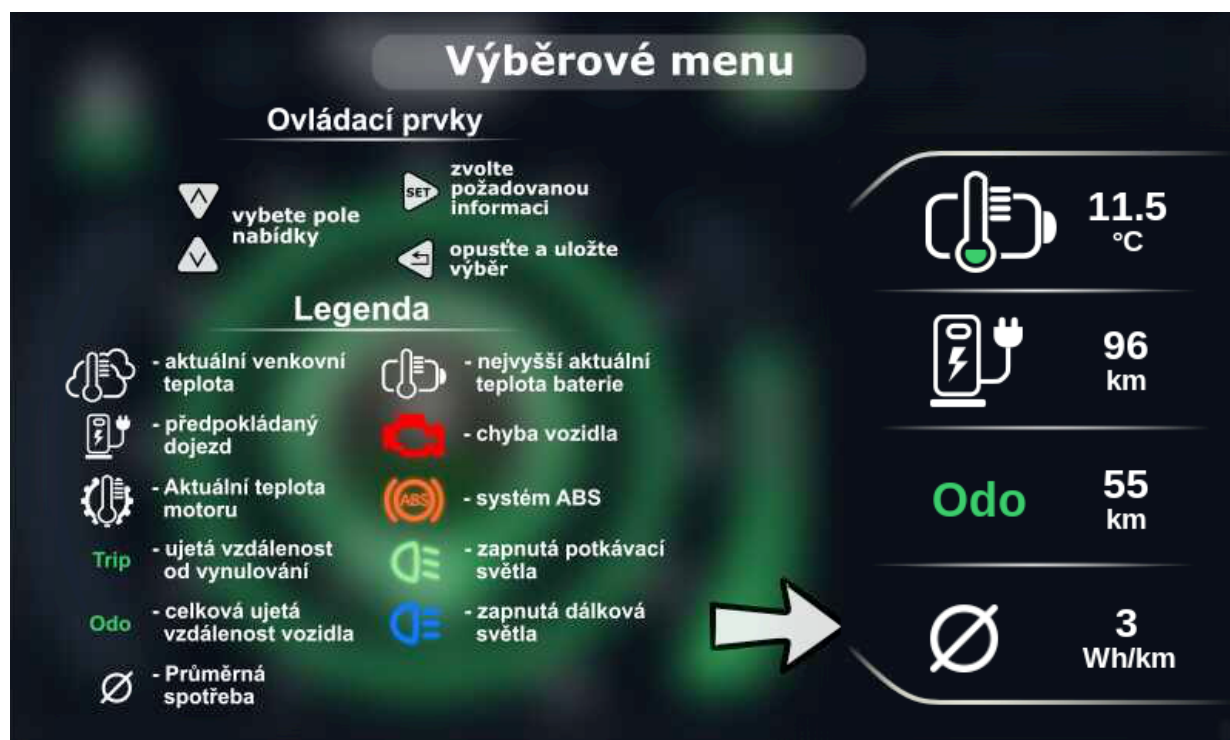 Výběrové menu
Ovládací prvky
vybete pole
nabídky
SET
zvolte
požadovanou
informaci
opusťte a uložte
výběr
Legenda
- aktuální venkovní
teplota
- předpokládaný
dojezd
- Aktuální teplota
motoru
Trip
- ujetá vzdálenost
od vynulování
Odo
- celková ujetá
vzdálenost vozidla
- Průměrná
spotřeba
- nejvyšší aktuální
teplota baterie
- chyba vozidla
ABS
- systém ABS
- zapnutá potkávací
světla
- zapnutá dálková
světla
11.5
°C
96
km
Odo
55
km
3
Wh/km